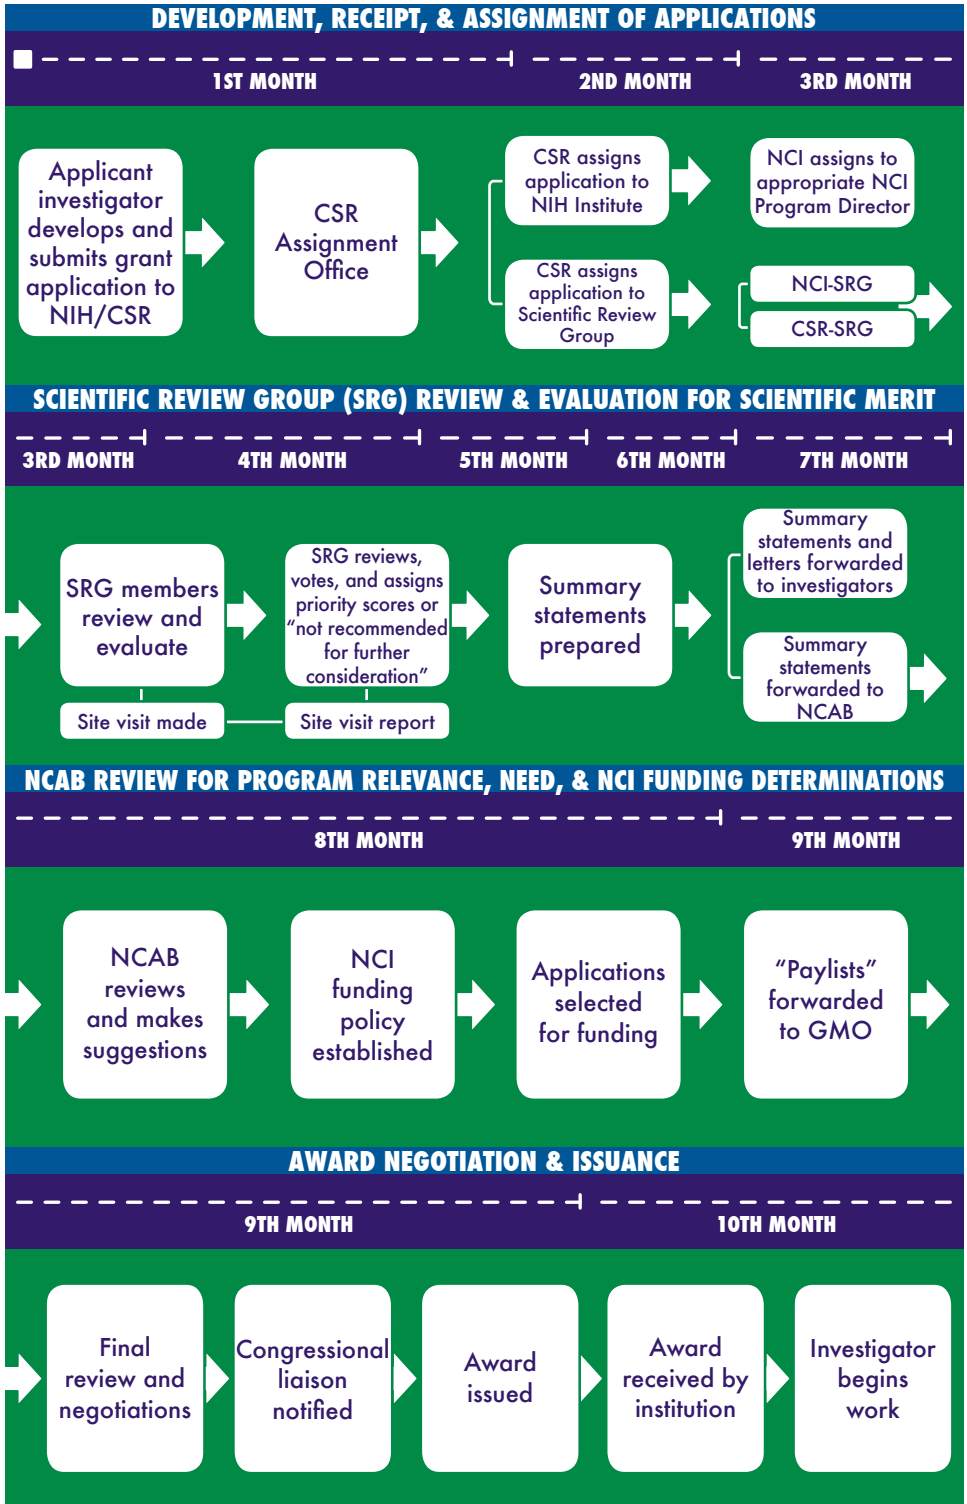 DEVELOPMENT, RECEIPT, & ASSIGNMENT OF APPLICATIONS
1ST MONTH
2ND MONTH
3RD MONTH
Applicant
investigator
develops and
submits grant
application to
NIH/CSR
CSR
Assignment
Office
CSR assigns
application to
NIH Institute
NCI assigns to
appropriate NCI
Program Director
CSR assigns
application to
Scientific Review
Group
NCI-SRG
CSR-SRG
SCIENTIFIC REVIEW GROUP (SRG) REVIEW & EVALUATION FOR SCIENTIFIC MERIT
3RD MONTH
4TH MONTH
5TH MONTH
6TH MONTH
7TH MONTH
SRG members
review and
evaluate
SRG reviews,
votes, and assigns
priority scores or
“not recommended
for further
consideration”
Summary
statements
prepared
Summary
statements and
letters forwarded
to investigators
Summary
statements
forwarded to
NCAB
Site visit made
Site visit report
NCAB REVIEW FOR PROGRAM RELEVANCE, NEED, & NCI FUNDING DETERMINATIONS
8TH MONTH
9TH MONTH
NCAB
reviews
and makes
suggestions
NCI
funding
policy
established
Applications
selected
for funding
“Paylists”
forwarded
to GMO
AWARD NEGOTIATION & ISSUANCE
9TH MONTH
10TH MONTH
Final
review and
negotiations
Congressional
liaison
notified
Award
issued
Award
received by
institution
Investigator
begins
work